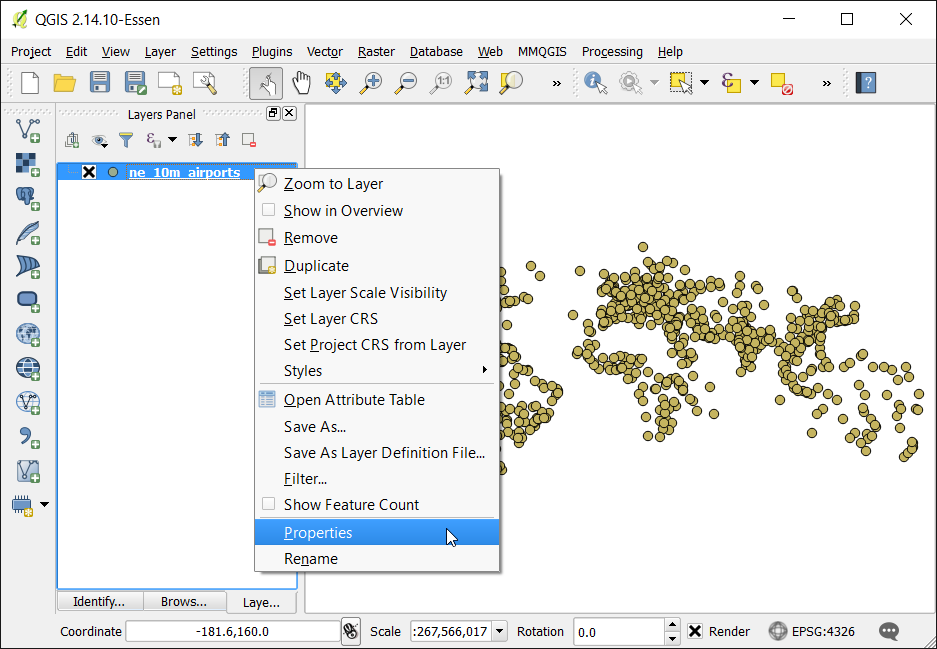 QGIS 2.14.10-Essen
Project Edit View Layer Settings Plugins Vector Raster Database Web MMQGIS Processing Help
1:1
»
»
?
Layers Panel
ne_10m_airports
Zoom to Layer
Show in Overview
Remove
Duplicate
Set Layer Scale Visibility
Set Layer CRS
Set Project CRS from Layer
Styles
Open Attribute Table
Save As...
Save As Layer Definition File...
Filter...
Show Feature Count
Properties
Rename
Identify... Brows... Laye...
Coordinate -181.6,160.0 Scale :267,566,017 Rotation 0.0 Render EPSG:4326